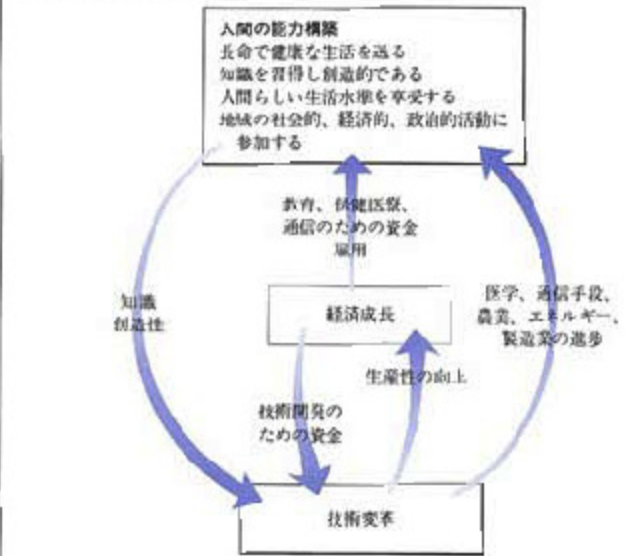 人間の能力構築
長命で健康な生活を送る
知識を習得し創造的である
人間らしい生活水準を享受する
地域の社会的、経済的、政治的活動に
参加する
教育、保健医療、
通信のための資金
雇用
知識
創造性
経済成長
医学、通信手段、
農業、エネルギー、
製造業の進歩
生産性の向上
技術開発の
ための資金
技術変革